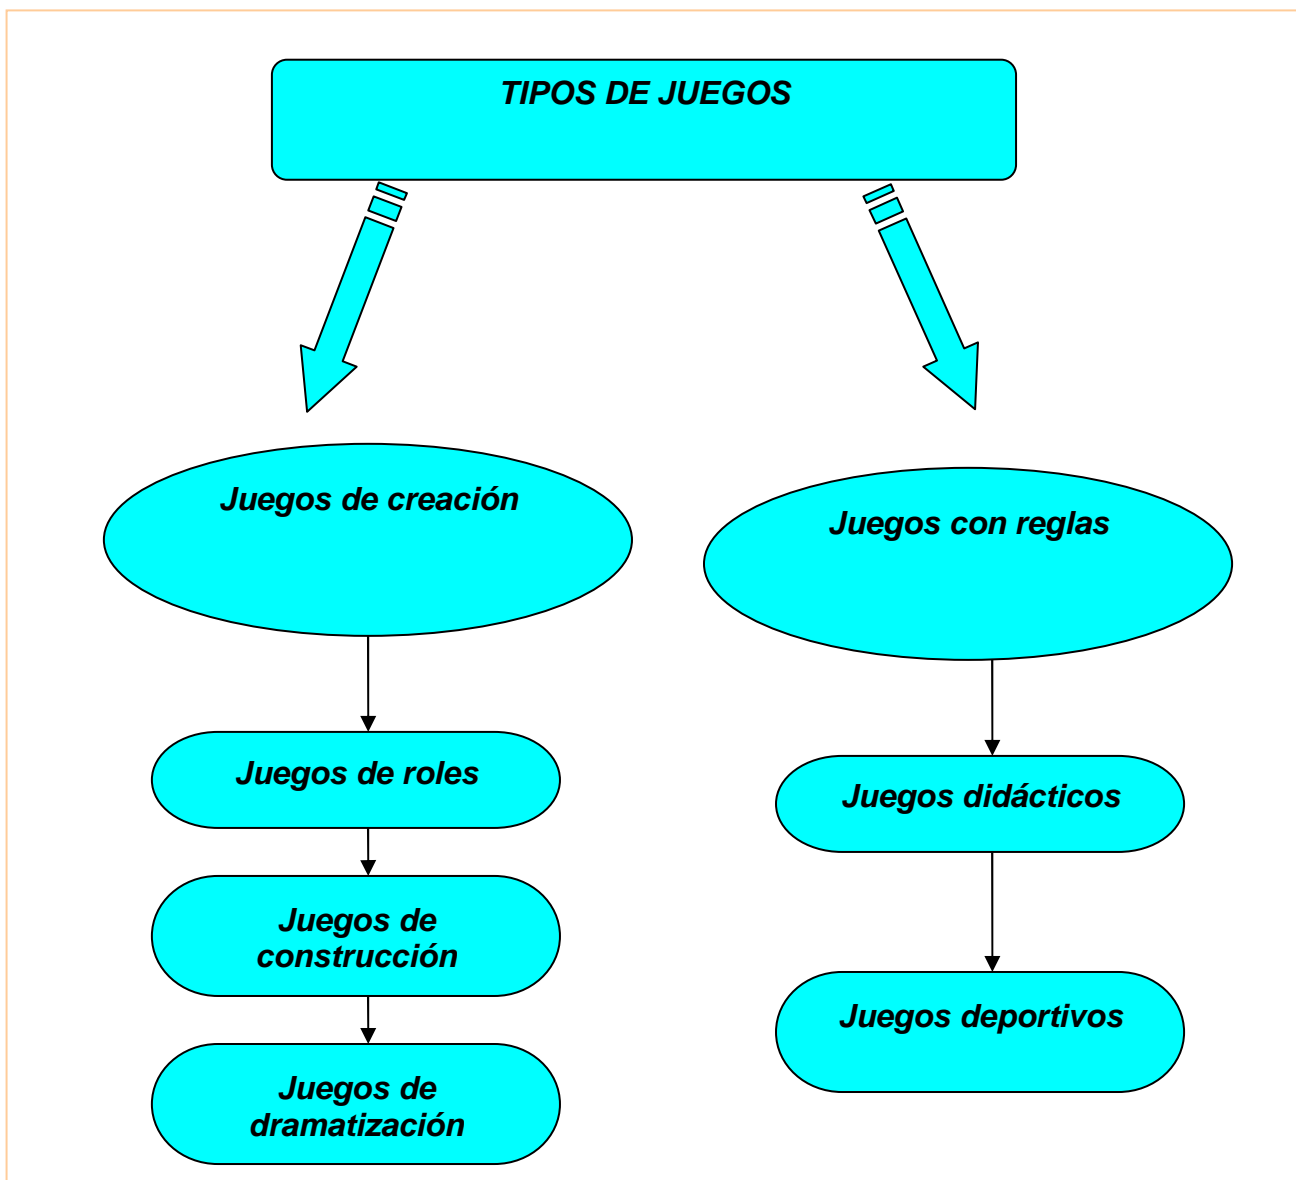 TIPOS DE JUEGOS
Juegos de creación
Juegos con reglas
Juegos de roles
Juegos didácticos
Juegos de
construcción
Juegos deportivos
Juegos de
dramatización